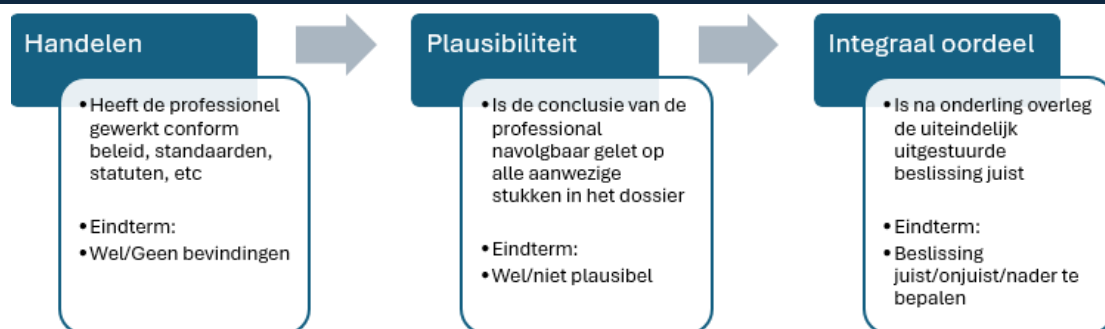 Handelen
• Heeft de professionel
gewerkt conform
beleid, standaarden,
statuten, etc
• Eindterm:
• Wel/Geen bevindingen
Plausibiliteit
• Is de conclusie van de
professional
navolgbaar gelet op
alle aanwezige
stukken in het dossier
• Eindterm:
• Wel/niet plausibel
Integraal oordeel
• Is na onderling overleg
de uiteindelijk
uitgestuurde
beslissing juist
• Eindterm:
• Beslissing
juist/onjuist/nader te
bepalen